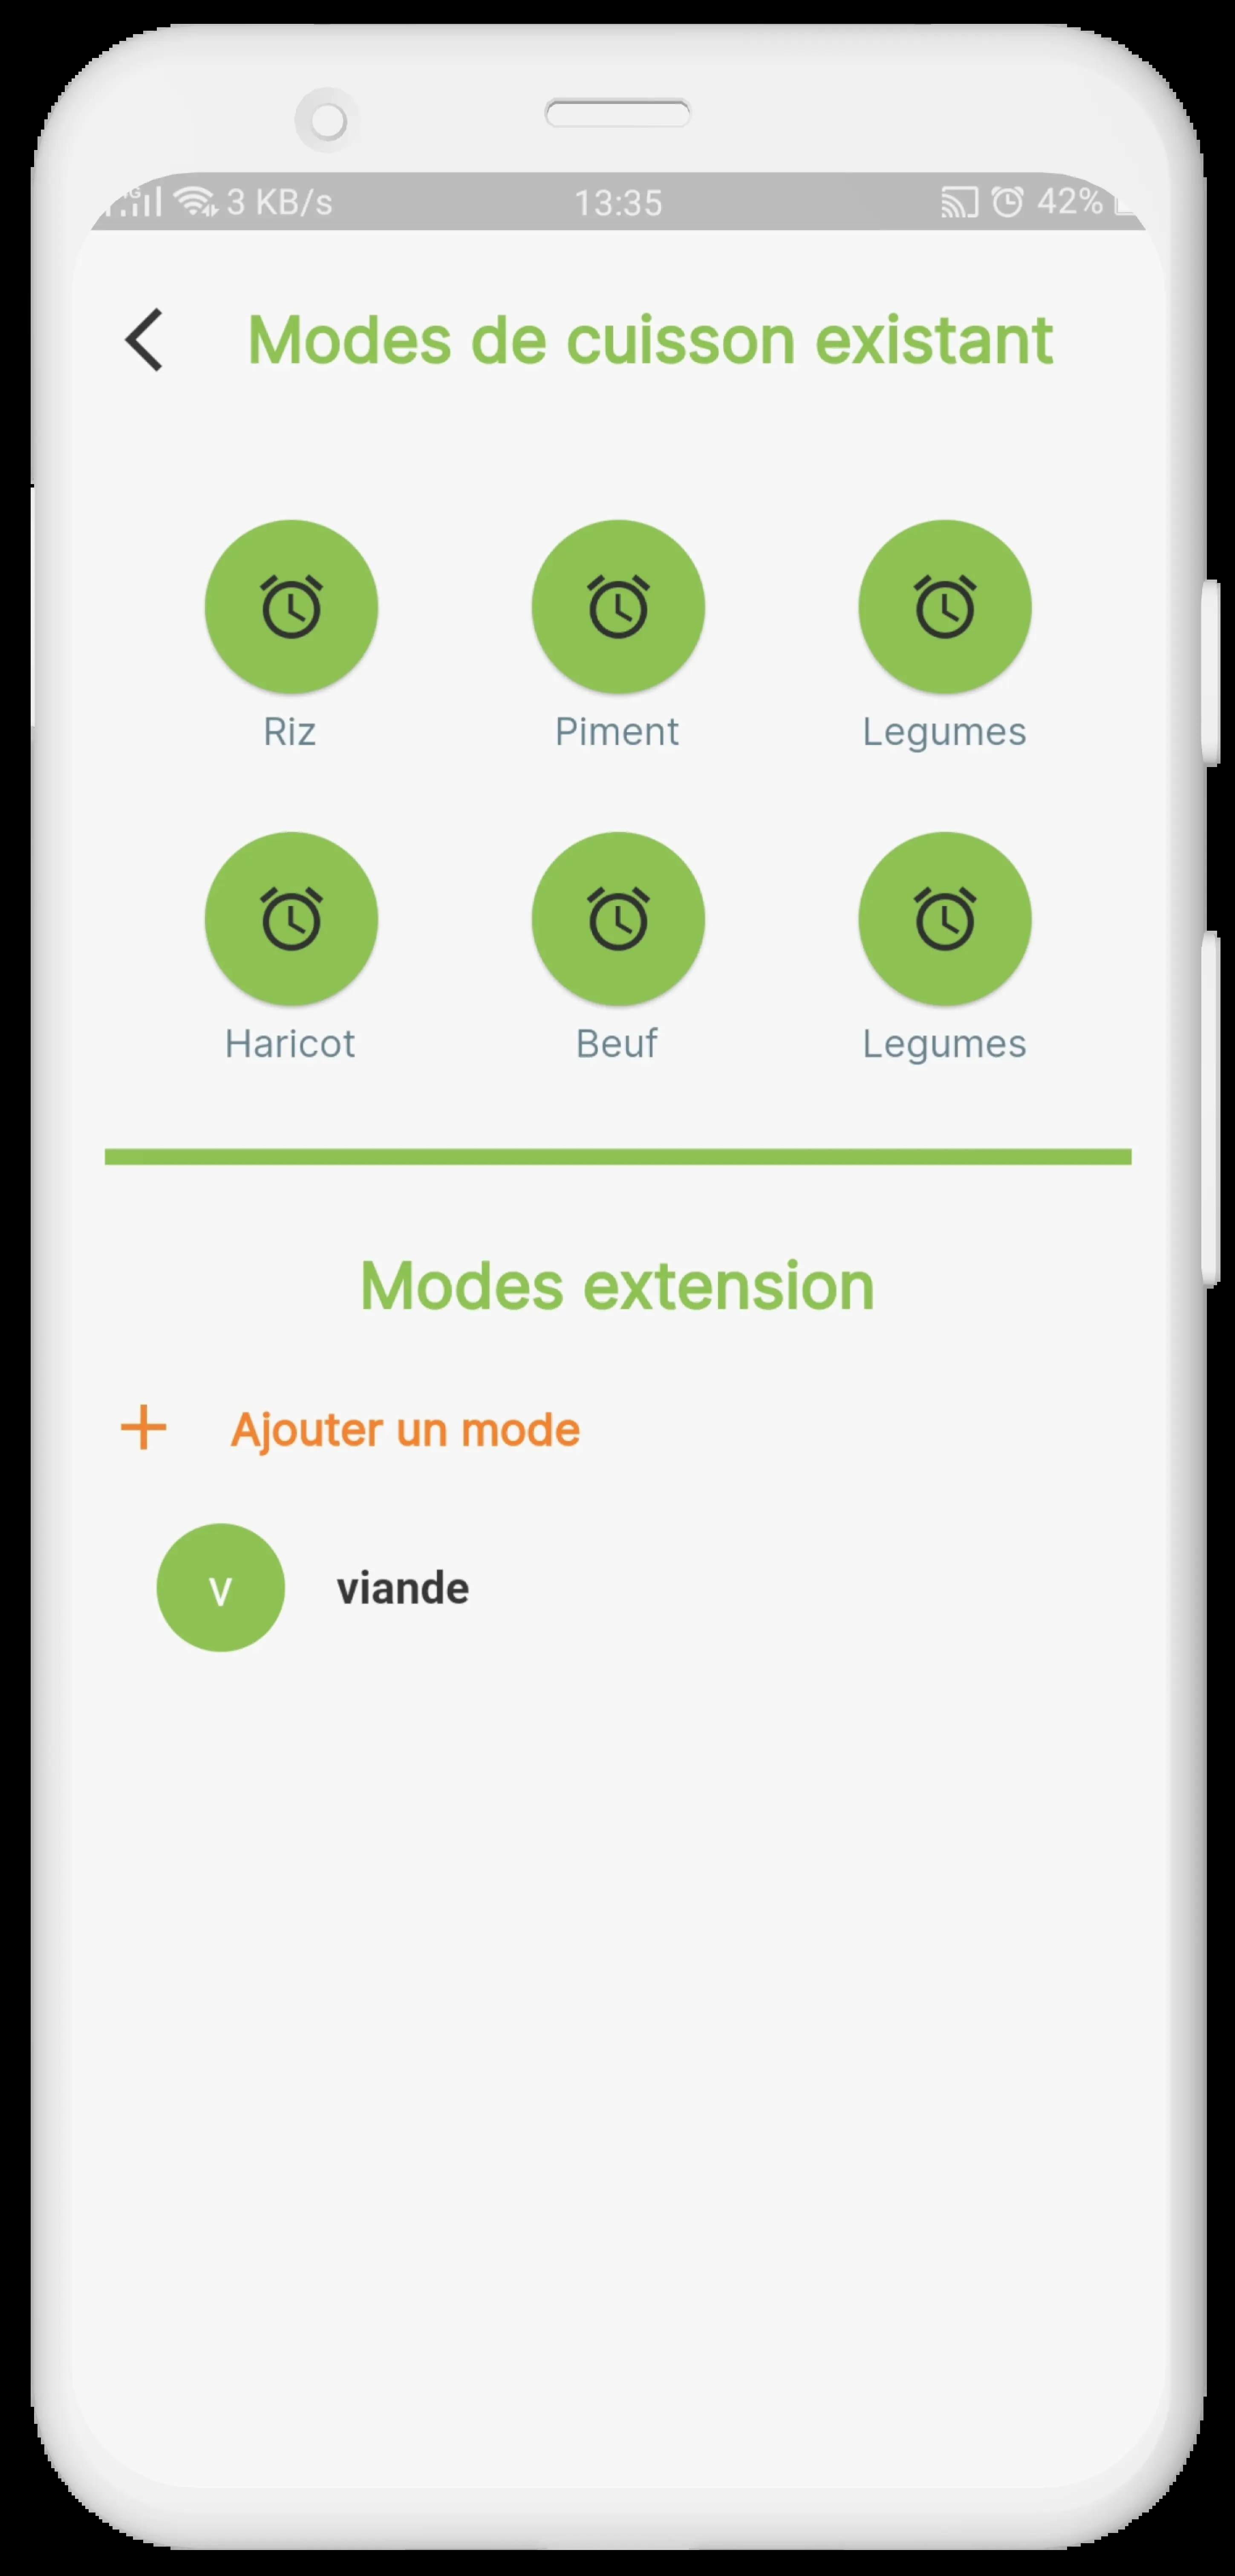 3 KB/s 13:35 42%
Modes de cuisson existant
Riz Piment Legumes
Haricot Beuf Legumes
Modes extension
+ Ajouter un mode
v viande